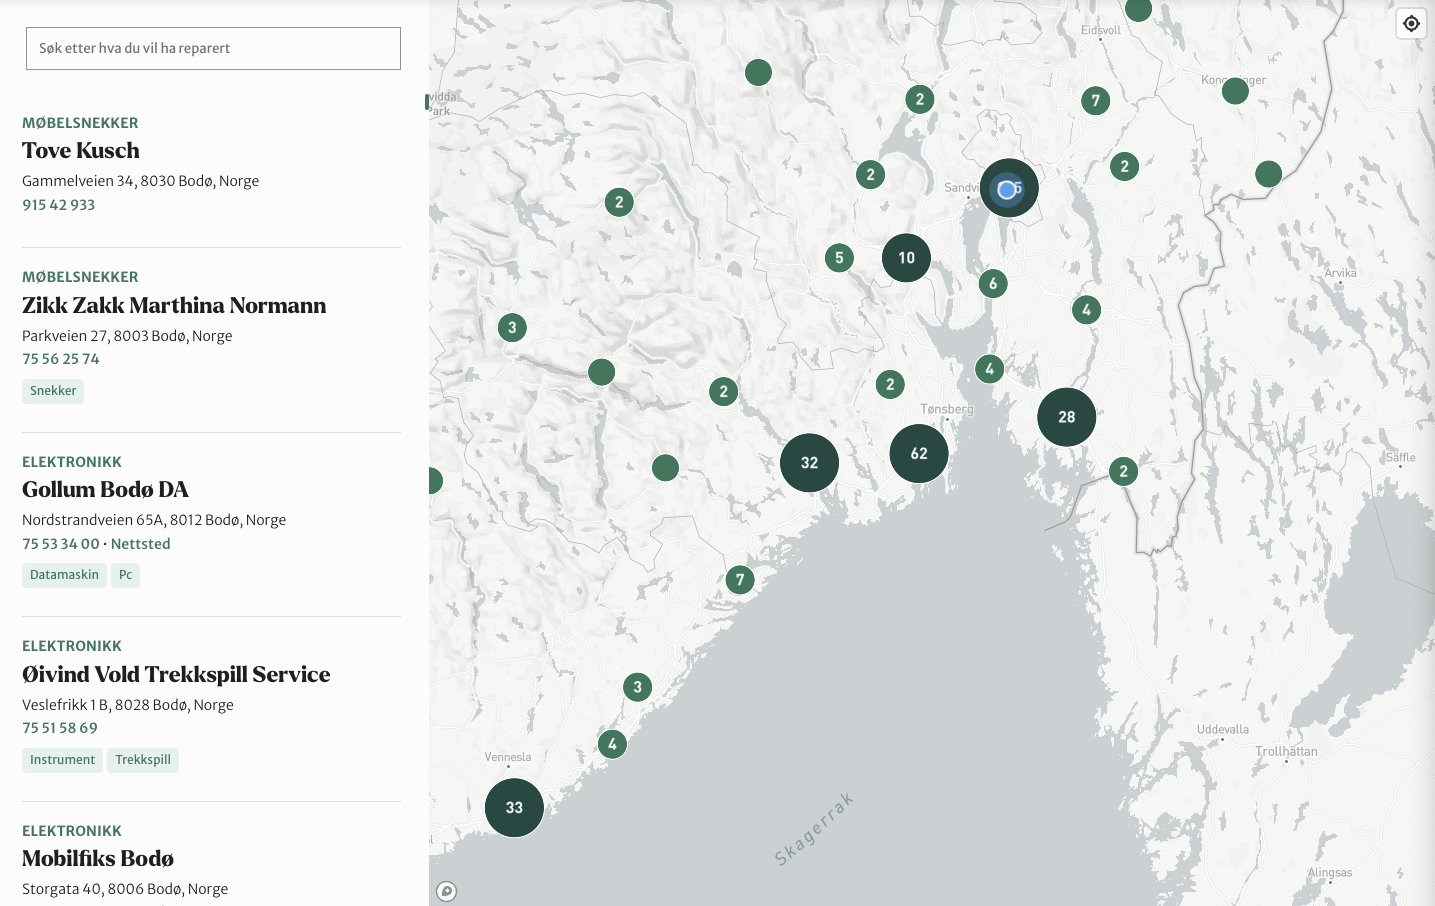 Søk etter hva du vil ha reparert
MØBELSNEKKER
Tove Kusch
Gammelveien 34, 8030 Bodø, Norge
915 42 933
MØBELSNEKKER
Zikk Zakk Marthina Normann
Parkveien 27, 8003 Bodø, Norge
75 56 25 74
Snekker
ELEKTRONIKK
Gollum Bodø DA
Nordstrandveien 65A, 8012 Bodø, Norge
75 53 34 00 · Nettsted
Datamaskin Pc
ELEKTRONIKK
Øivind Vold Trekkspill Service
Veslefrikk 1 B, 8028 Bodø, Norge
75 51 58 69
Instrument Trekkspill
ELEKTRONIKK
Mobilfiks Bodø
Storgata 40, 8006 Bodø, Norge
Eidsvoll
2
7
2
2
2
5
10
6
4
Arvika
3
4
2
2
Tønsberg
28
32
62
2
Säffle
7
3
4
Uddevalla
Trollhättan
Vennesla
33
Skagerrak
Alingsås